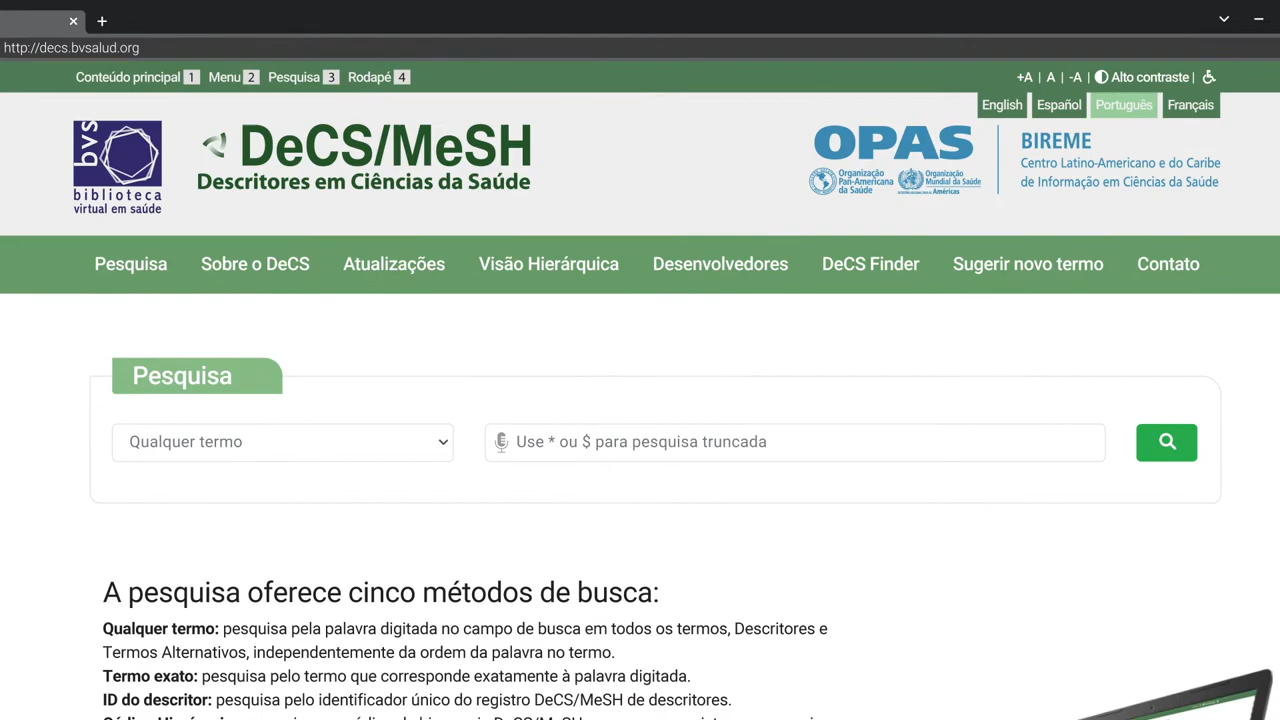 http://decs.bvsalud.org
Conteúdo principal 1 Menu 2 Pesquisa 3 Rodapé 4
+A | A | -A | Alto contraste |
English Español Português Français
bvs
biblioteca
virtual em saúde
DeCS/MeSH
Descritores em Ciências da Saúde
OPAS
Organização
Pan-Americana
da Saúde
Organização
Mundial da Saúde
Américas
BIREME
Centro Latino-Americano e do Caribe
de Informação em Ciências da Saúde
Pesquisa Sobre o DeCS Atualizações Visão Hierárquica Desenvolvedores DeCS Finder Sugerir novo termo Contato
Pesquisa
Qualquer termo
Use * ou $ para pesquisa truncada
A pesquisa oferece cinco métodos de busca:
Qualquer termo: pesquisa pela palavra digitada no campo de busca em todos os termos, Descritores e
Termos Alternativos, independentemente da ordem da palavra no termo.
Termo exato: pesquisa pelo termo que corresponde exatamente à palavra digitada.
ID do descritor: pesquisa pelo identificador único do registro DeCS/MeSH de descritores.